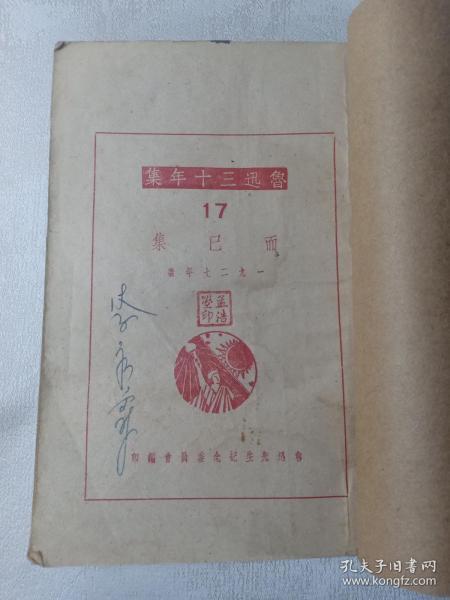 魯迅三十年集
17
而已集
一九二七年
魯迅先生紀念委員會編印
孔夫子旧书网
www.kongfz.com